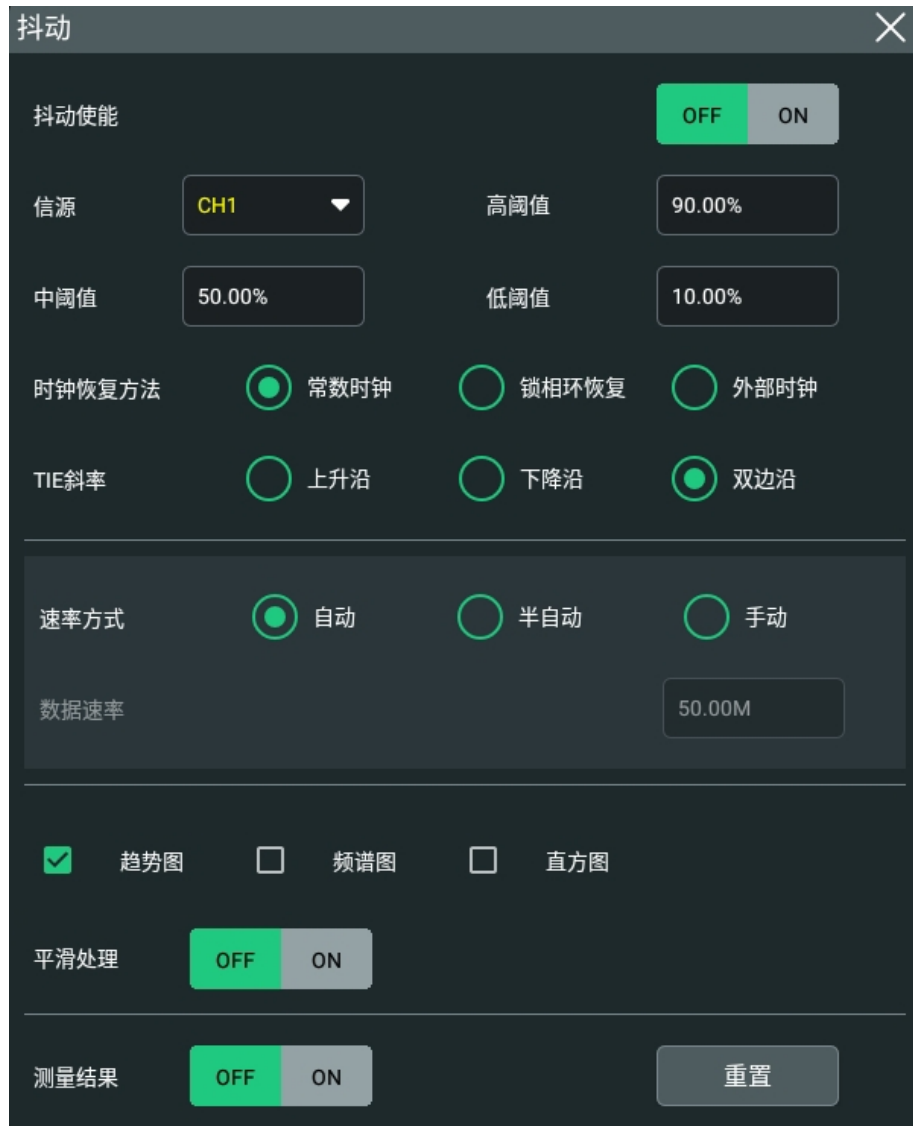 抖动
抖动使能 OFF ON
信源 CH1 高阈值 90.00%
中阈值 50.00% 低阈值 10.00%
时钟恢复方法 常数时钟 锁相环恢复 外部时钟
TIE斜率 上升沿 下降沿 双边沿
速率方式 自动 半自动 手动
数据速率 50.00M
趋势图 频谱图 直方图
平滑处理 OFF ON
测量结果 OFF ON 重置